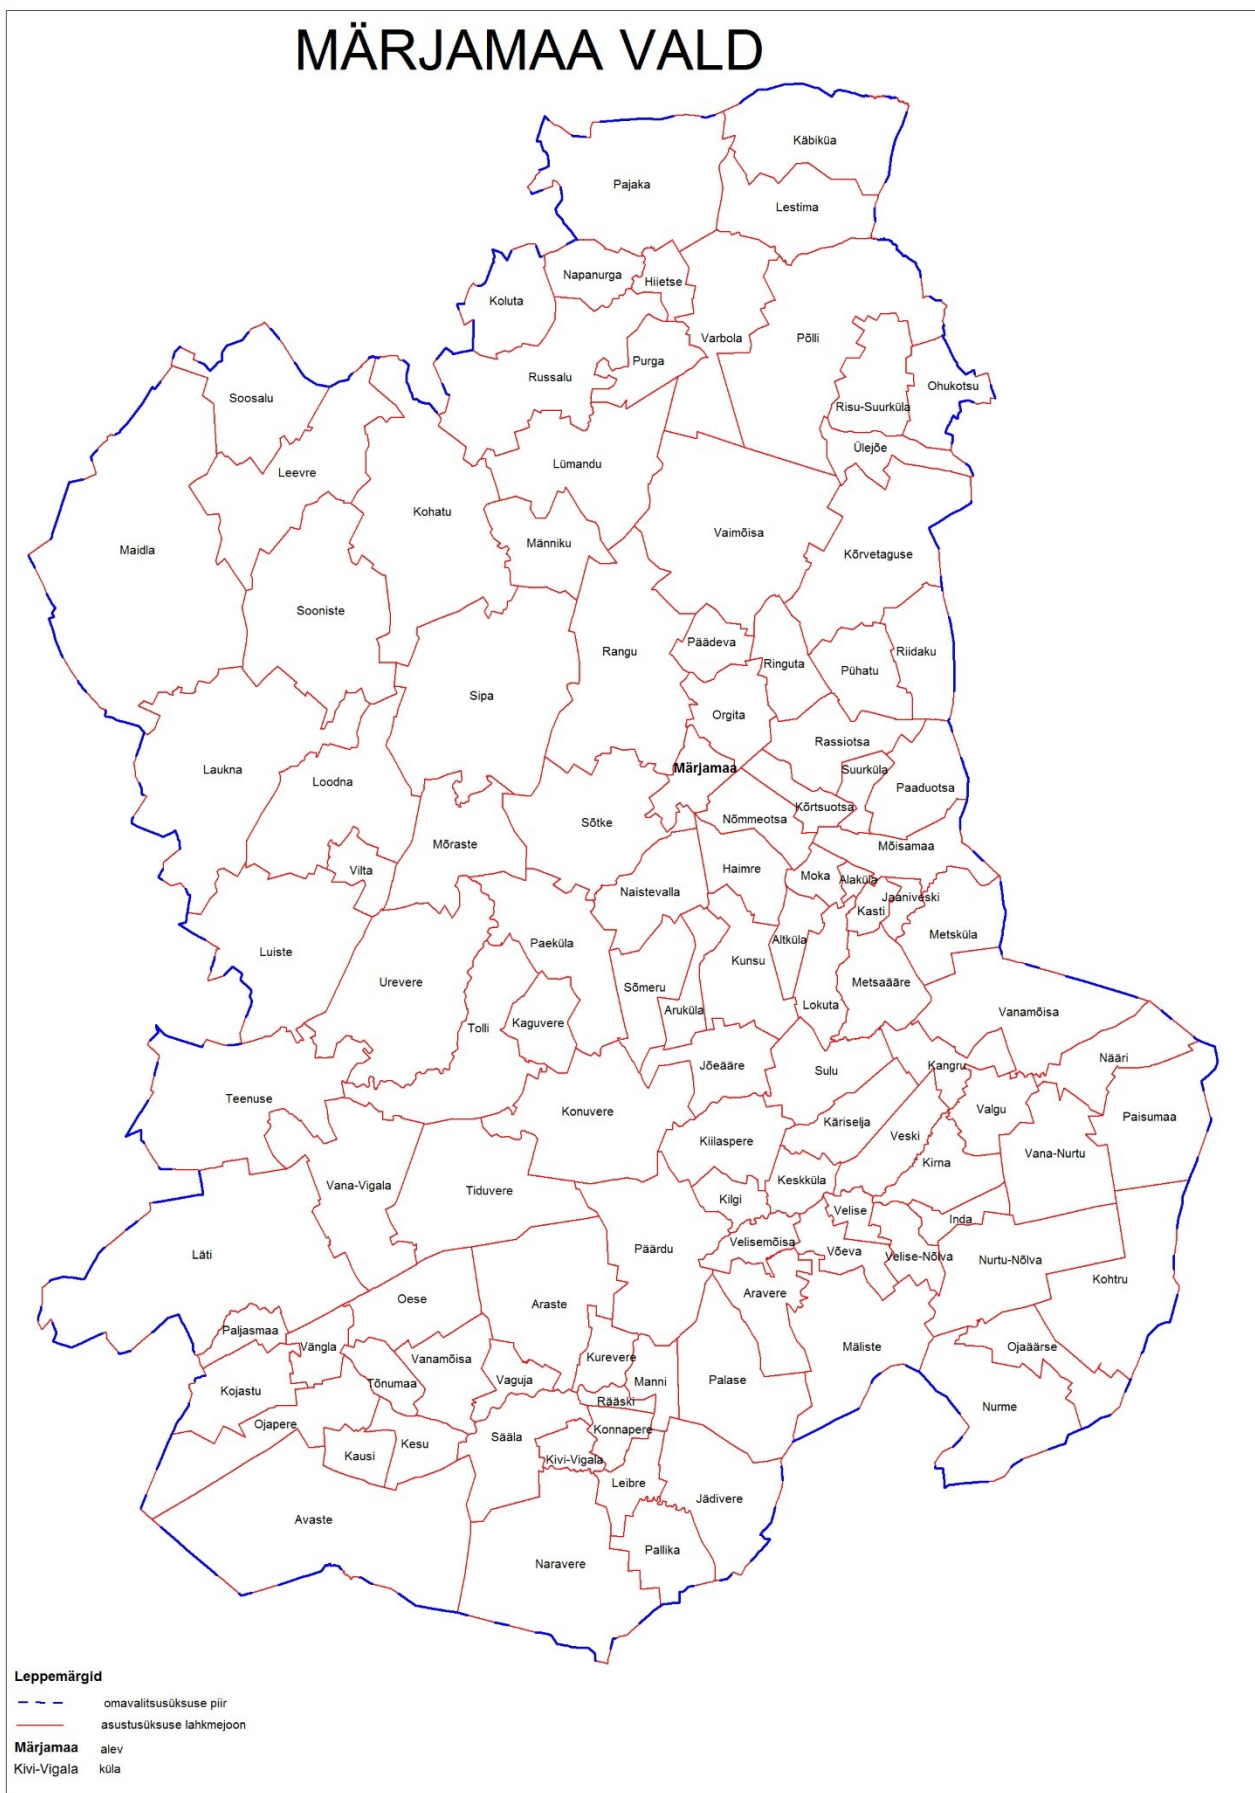 MÄRJAMAA VALD
Käbiküa
Pajaka
Lestima
Napanurga
Hiietse
Koluta
Varbola
Põlli
Purga
Russalu
Ohukotsu
Soosalu
Risu-Suurküla
Ülejõe
Lümandu
Leevre
Kohatu
Vaimõisa
Männiku
Maidla
Kõrvetaguse
Sooniste
Päädeva
Rangu
Riidaku
Ringuta
Pühatu
Sipa
Orgita
Rassiotsa
Märjamaa
Laukna
Suurküla
Loodna
Paaduotsa
Kõrtsuotsa
Nõmmeotsa
Sõtke
Mõraste
Mõisamaa
Vilta
Haimre
Moka
Alaküla
Naistevalla
Jaaniveski
Kasti
Metsküla
Altküla
Paeküla
Luiste
Kunsu
Urevere
Metsaääre
Sõmeru
Lokuta
Aruküla
Vanamõisa
Kaguvere
Tolli
Nääri
Jõeääre
Kangru
Sulu
Teenuse
Valgu
Konuvere
Paisumaa
Käriselja
Veski
Kiilaspere
Vana-Nurtu
Kirna
Keskküla
Vana-Vigala
Tiduvere
Kilgi
Velise
Inda
Velisemõisa
Läti
Päärdu
Võeva
Velise-Nõlva
Nurtu-Nõlva
Kohtru
Aravere
Oese
Araste
Paljasmaa
Vängla
Ojaäärse
Mäliste
Kurevere
Vanamõisa
Manni
Vaguja
Tõnumaa
Palase
Kojastu
Rääski
Nurme
Ojapere
Konnapere
Sääla
Kesu
Kausi
Kivi-Vigala
Leibre
Jädivere
Avaste
Pallika
Naravere
Leppemärgid
omavalitsusüksuse piir
asustusüksuse lahkmejoon
Märjamaa alev
Kivi-Vigala küla